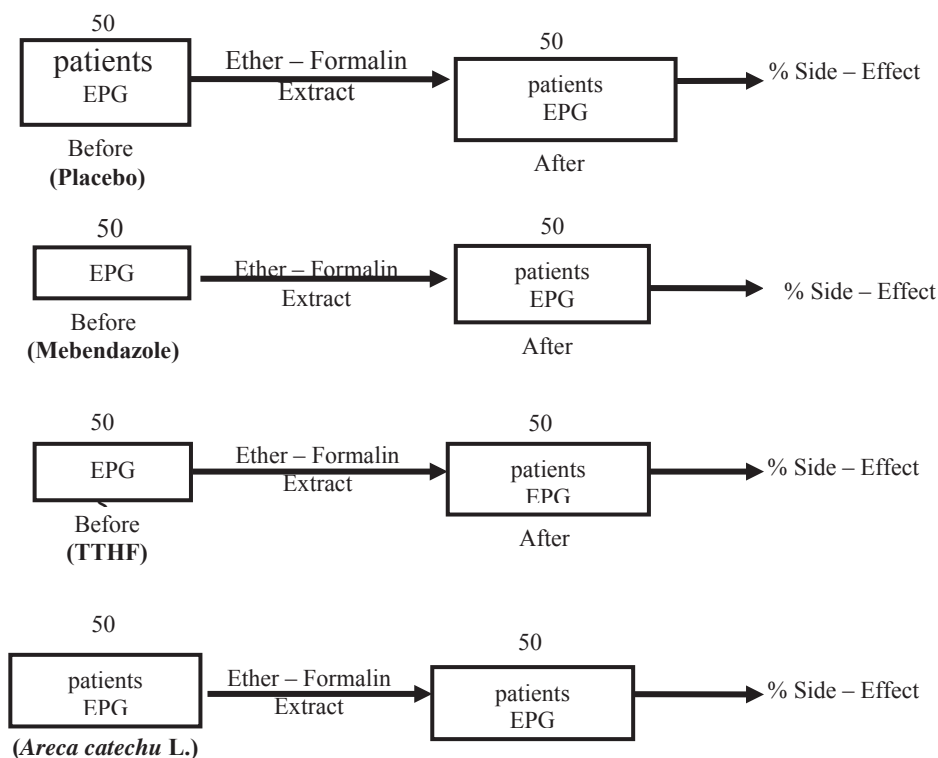 50
50
patients
EPG
Ether – Formalin
Extract
patients
EPG
% Side – Effect
Before
(Placebo)
After
50
50
EPG
Ether – Formalin
Extract
patients
EPG
% Side – Effect
Before
(Mebendazole)
After
50
50
EPG
Ether – Formalin
Extract
patients
EPG
% Side – Effect
Before
(TTHF)
After
50
50
patients
EPG
Ether – Formalin
Extract
patients
EPG
% Side – Effect
(Areca catechu L.)